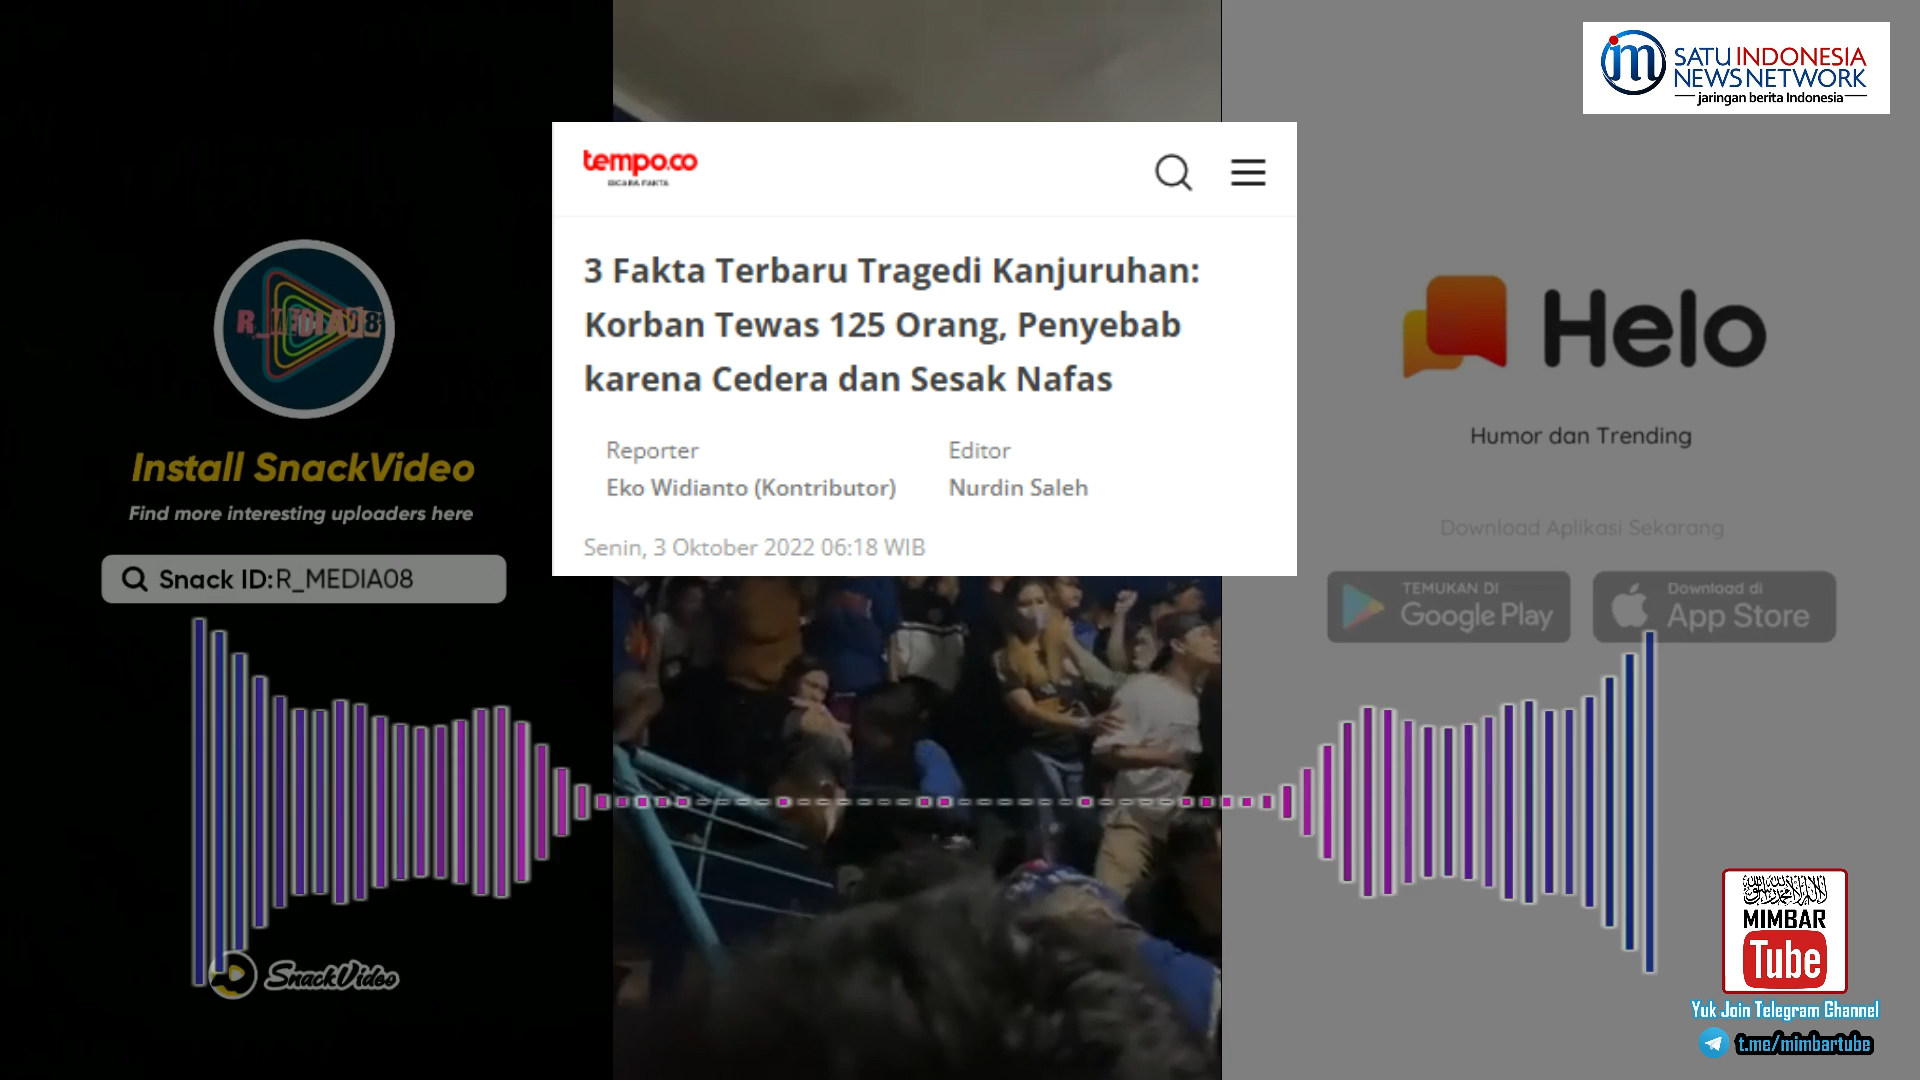 SATU INDONESIA
NEWS NETWORK
jaringan berita Indonesia
tempo.co
BICARA FAKTA
3 Fakta Terbaru Tragedi Kanjuruhan:
Korban Tewas 125 Orang, Penyebab
karena Cedera dan Sesak Nafas
Reporter
Editor
Eko Widianto (Kontributor)
Nurdin Saleh
Senin, 3 Oktober 2022 06:18 WIB
R_MEDIA08
Install SnackVideo
Find more interesting uploaders here
Snack ID:R_MEDIA08
SnackVideo
Helo
Humor dan Trending
Download Aplikasi Sekarang
TEMUKAN DI
Google Play
Download di
App Store
MIMBAR
Tube
Yuk Join Telegram Channel
t.me/mimbartube